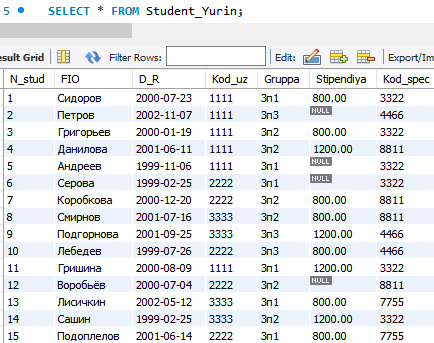 5 SELECT * FROM Student_Yurin;
esult Grid Filter Rows: Edit: Export/Im
N_stud FIO D_R Kod_uz Gruppa Stipendiya Kod_spec
1 Сидоров 2000-07-23 1111 3п1 800.00 3322
2 Петров 2002-11-07 1111 3п3 NULL 4466
3 Григорьев 2000-01-19 1111 3п2 800.00 3322
4 Данилова 2001-06-11 1111 3п2 1200.00 8811
5 Андреев 1999-11-06 1111 3п1 NULL 3322
6 Серова 1999-02-25 2222 3п1 NULL 3322
7 Коробкова 2000-12-20 2222 3п2 800.00 8811
8 Смирнов 2001-07-16 3333 3п2 800.00 8811
9 Подгорнова 1999-09-25 3333 3п3 1200.00 4466
10 Лебедев 1999-07-26 2222 3п3 800.00 4466
11 Гришина 2000-08-09 1111 3п1 1200.00 3322
12 Воробьёв 2000-07-04 2222 3п2 NULL 8811
13 Лисичкин 2002-05-12 3333 3п1 800.00 7755
14 Сашин 1999-02-25 3333 3п2 1200.00 3322
15 Подоплелов 2001-06-14 2222 3п1 800.00 7755